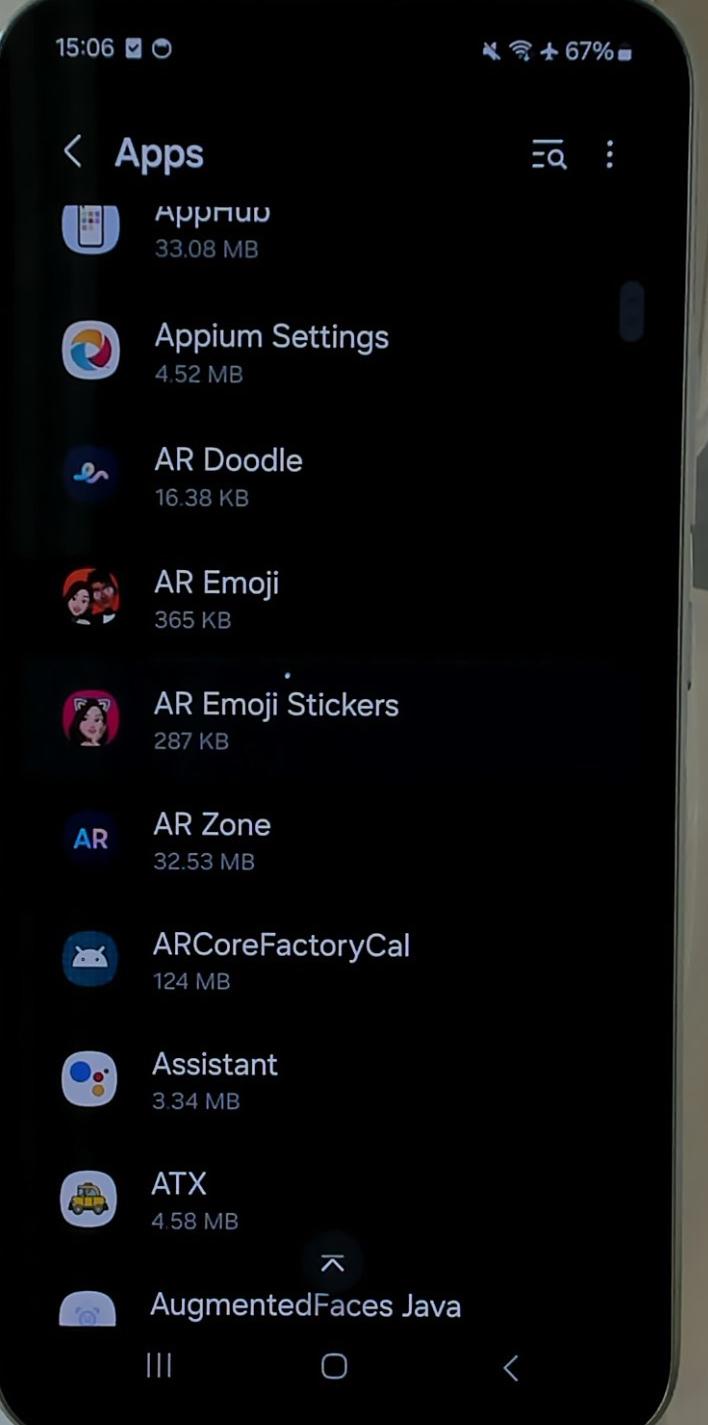 15:06
67%
Apps
AppHub
33.08 MB
Appium Settings
4.52 MB
AR Doodle
16.38 KB
AR Emoji
365 KB
AR Emoji Stickers
287 KB
AR
AR Zone
32.53 MB
ARCoreFactoryCal
124 MB
Assistant
3.34 MB
ATX
4.58 MB
AugmentedFaces Java